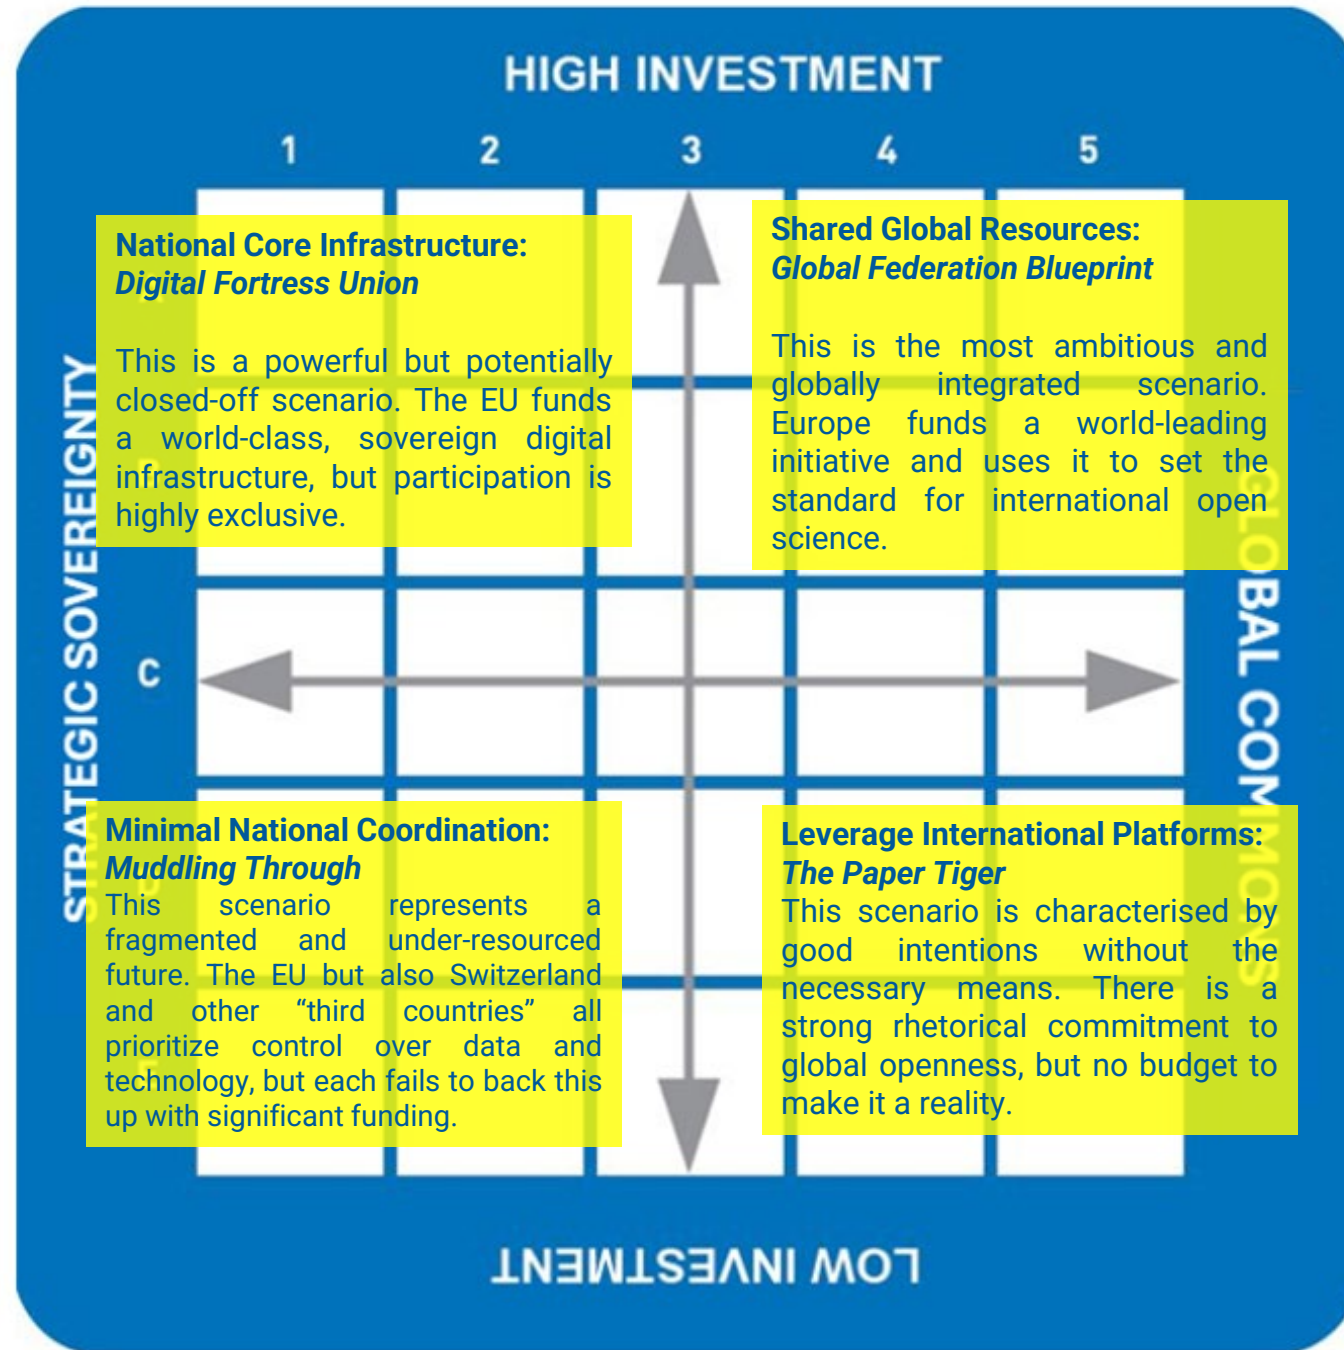 HIGH INVESTMENT
1 2 3 4 5
STRATEGIC SOVEREIGNTY
National Core Infrastructure:
Digital Fortress Union
This is a powerful but potentially
closed-off scenario. The EU funds
a world-class, sovereign digital
infrastructure, but participation is
highly exclusive.
Shared Global Resources:
Global Federation Blueprint
This is the most ambitious and
globally integrated scenario.
Europe funds a world-leading
initiative and uses it to set the
standard for international open
science.
GLOBAL COMMONS
C
Minimal National Coordination:
Muddling Through
This scenario represents a
fragmented and under-resourced
future. The EU but also Switzerland
and other “third countries” all
prioritize control over data and
technology, but each fails to back this
up with significant funding.
Leverage International Platforms:
The Paper Tiger
This scenario is characterised by
good intentions without the
necessary means. There is a
strong rhetorical commitment to
global openness, but no budget to
make it a reality.
LOW INVESTMENT